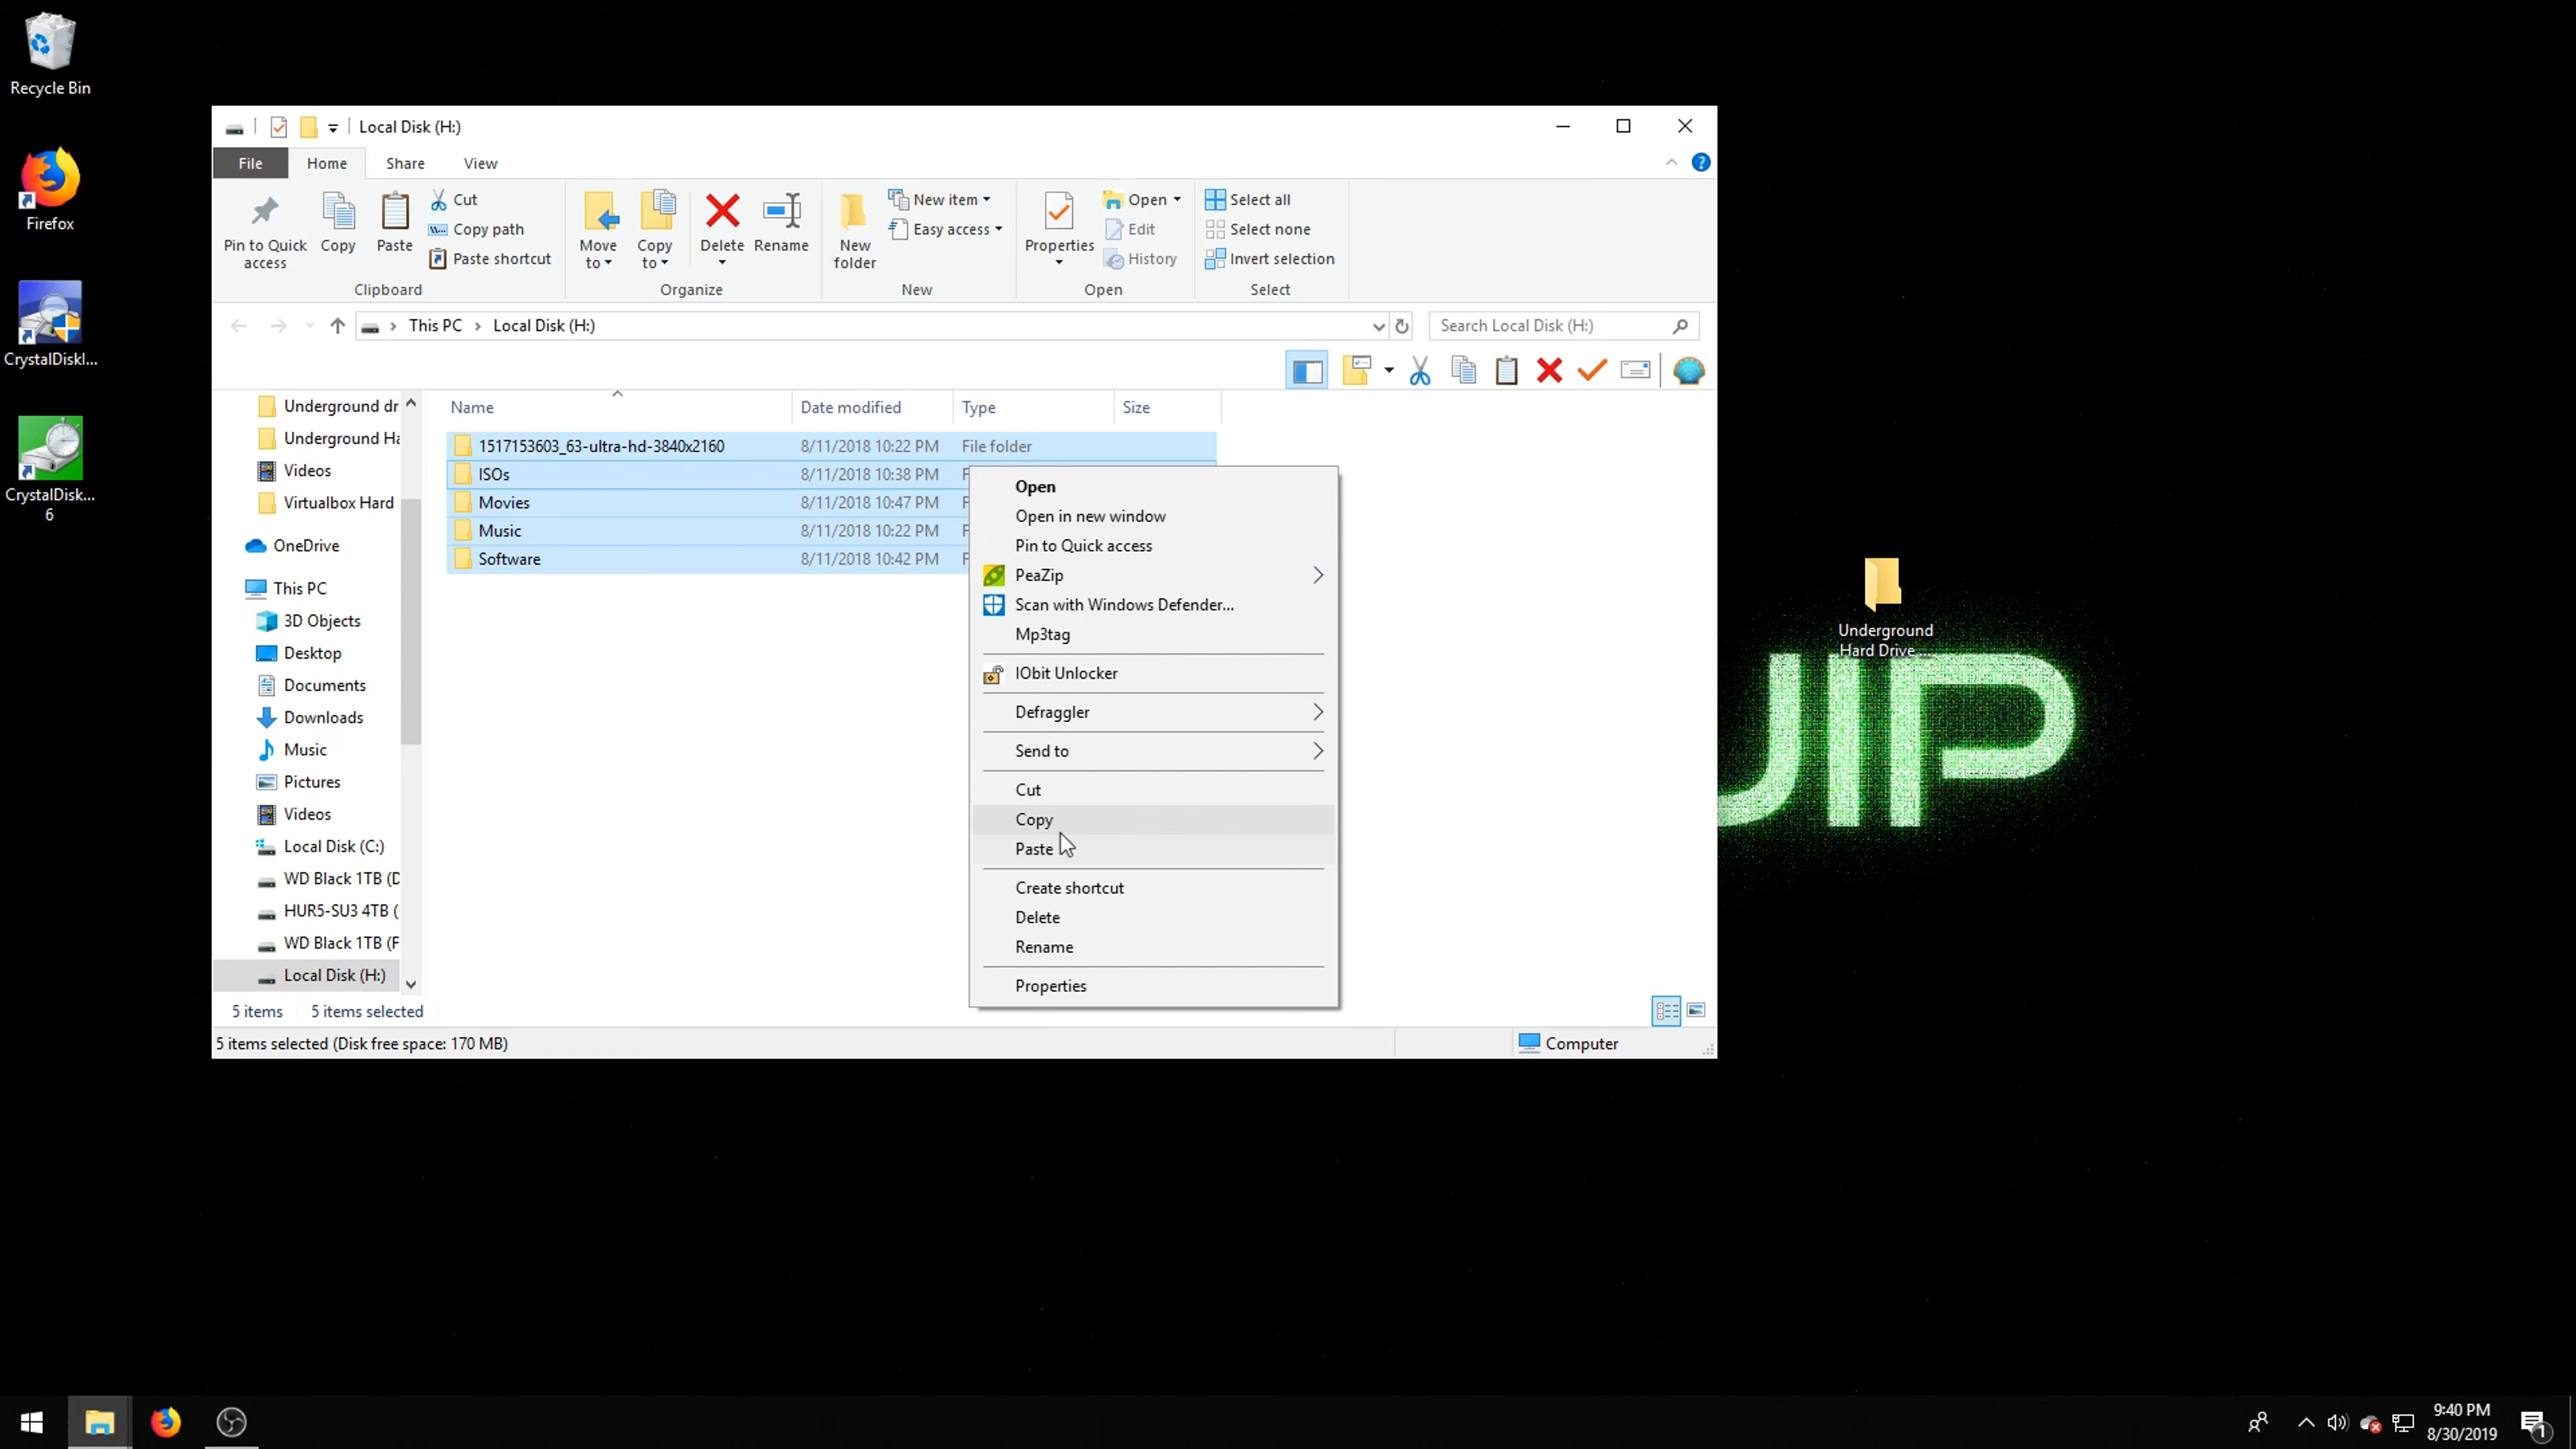 Recycle Bin
Firefox
CrystalDiskI...
CrystalDisk...
6
Local Disk (H:)
File
Home
Share
View
Pin to Quick
access
Copy
Paste
Cut
Copy path
Paste shortcut
Clipboard
Move
to
Copy
to
Delete
Rename
Organize
New
folder
New item
Easy access
New
Properties
Open
Edit
History
Open
Select all
Select none
Invert selection
Select
This PC
Local Disk (H:)
Search Local Disk (H:)
Underground dr
Underground Ha
Videos
Virtualbox Hard
OneDrive
This PC
3D Objects
Desktop
Documents
Downloads
Music
Pictures
Videos
Local Disk (C:)
WD Black 1TB (D
HUR5-SU3 4TB (
WD Black 1TB (F
Local Disk (H:)
Name Date modified Type Size
1517153603_63-ultra-hd-3840x2160 8/11/2018 10:22 PM File folder
ISOs 8/11/2018 10:38 PM F
Movies 8/11/2018 10:47 PM F
Music 8/11/2018 10:22 PM F
Software 8/11/2018 10:42 PM F
Open
Open in new window
Pin to Quick access
PeaZip
Scan with Windows Defender...
Mp3tag
IObit Unlocker
Defraggler
Send to
Cut
Copy
Paste
Create shortcut
Delete
Rename
Properties
5 items 5 items selected
5 items selected (Disk free space: 170 MB)
Computer
Underground
Hard Drive ...
UIP
9:40 PM
8/30/2019
1